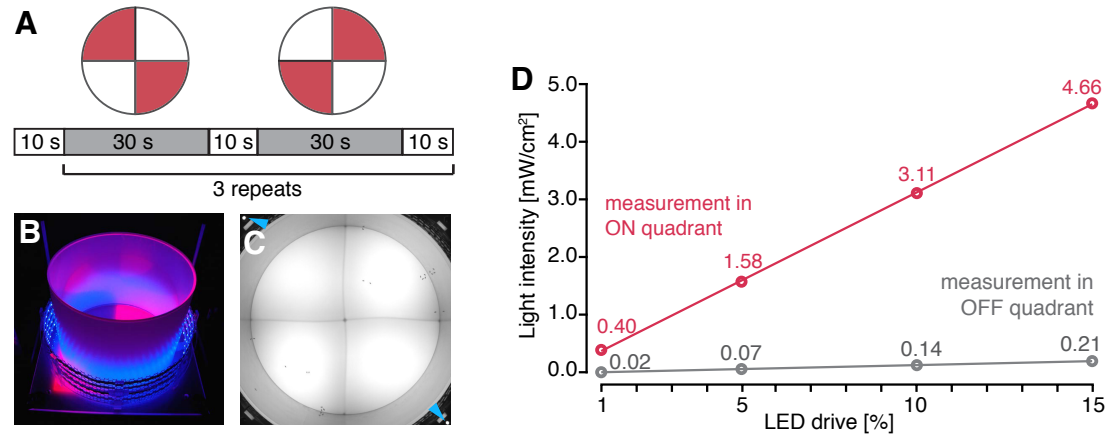 A
10 s 30 s 10 s 30 s 10 s
3 repeats
B
C
D
Light intensity [mW/cm²]
5.0
4.0
3.0
2.0
1.0
0.0
4.66
3.11
1.58
0.40
measurement in
ON quadrant
measurement in
OFF quadrant
0.02
0.07
0.14
0.21
1 5 10 15
LED drive [%]